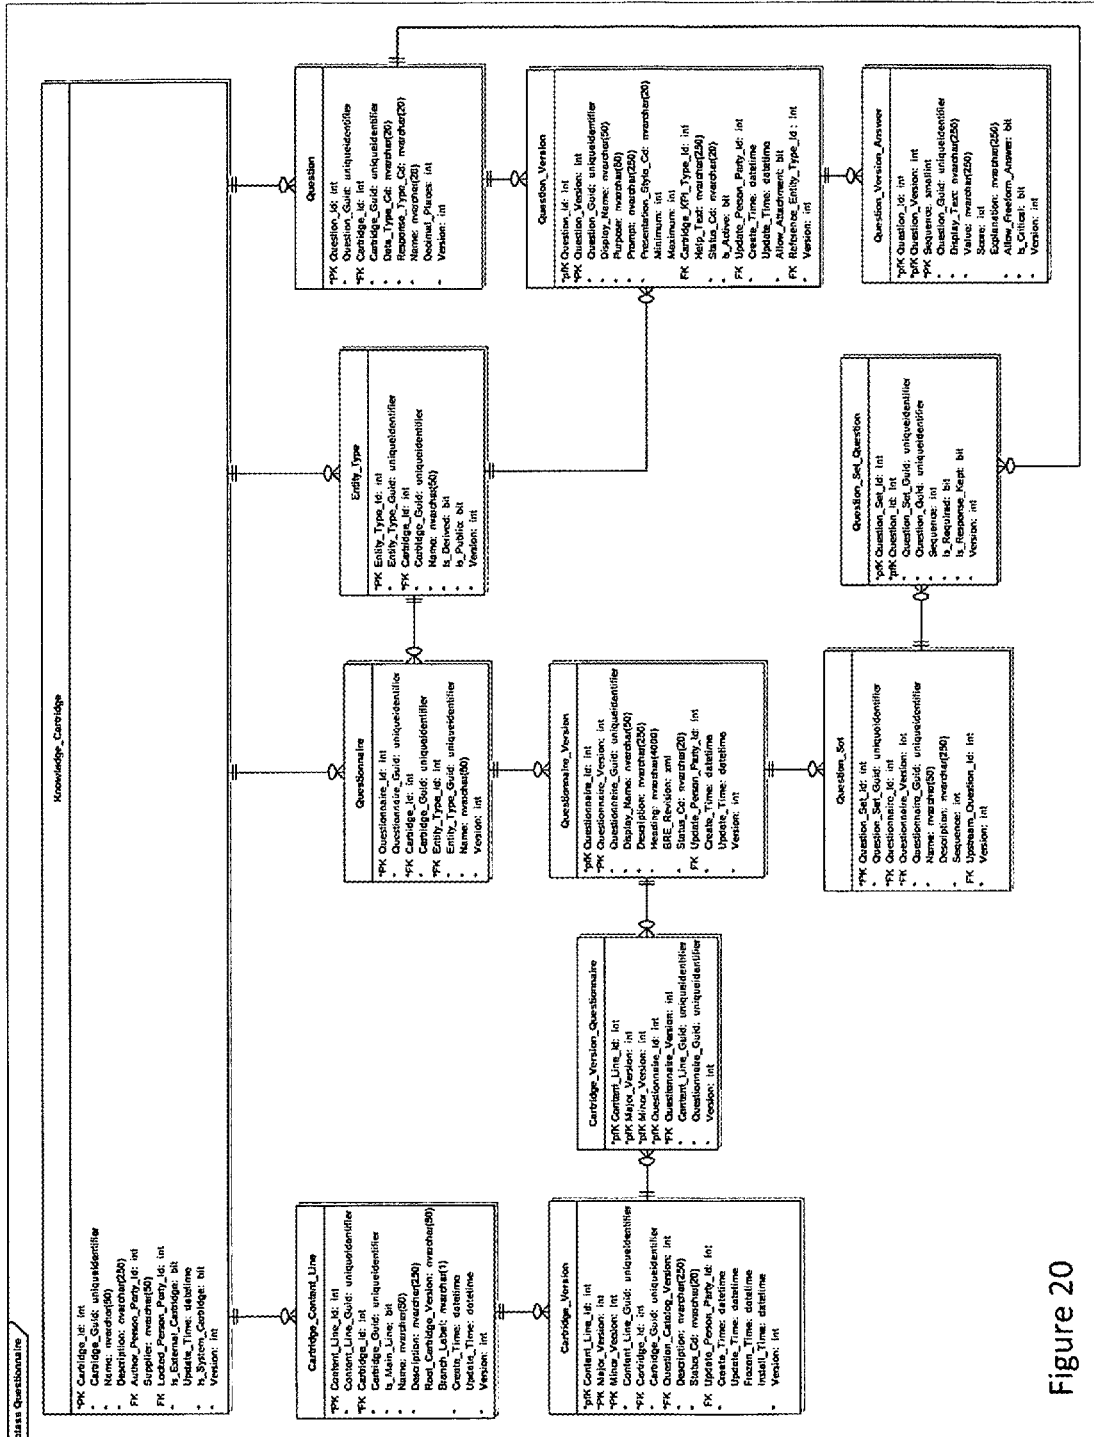 class Questionnaire
Knowledge_Cartridge
*PK Cartridge_Id: int
* Cartridge_Guid: uniqueidentifier
* Name: nvarchar(50)
* Description: nvarchar(250)
FK Author_Person_Party_Id: int
Supplier: nvarchar(50)
FK Locked_Person_Party_Id: int
* Is_External_Cartridge: bit
* Update_Time: datetime
* Is_System_Cartridge: bit
* Version: int
Cartridge_Content_Line
*PK Content_Line_Id: int
* Content_Line_Guid: uniqueidentifier
*FK Cartridge_Id: int
* Cartridge_Guid: uniqueidentifier
* Is_Main_Line: bit
* Name: nvarchar(50)
* Description: nvarchar(250)
Root_Cartridge_Version: nvarchar(50)
Branch_Label: nvarchar(1)
* Create_Time: datetime
* Update_Time: datetime
* Version: int
Questionnaire
*PK Questionnaire_Id: int
* Questionnaire_Guid: uniqueidentifier
*FK Cartridge_Id: int
* Cartridge_Guid: uniqueidentifier
*FK Entity_Type_Id: int
* Entity_Type_Guid: uniqueidentifier
* Name: nvarchar(50)
* Version: int
Entity_Type
*PK Entity_Type_Id: int
* Entity_Type_Guid: uniqueidentifier
*FK Cartridge_Id: int
* Cartridge_Guid: uniqueidentifier
* Name: nvarchar(50)
* Is_Derived: bit
* Is_Public: bit
* Version: int
Question
*PK Question_Id: int
* Question_Guid: uniqueidentifier
*FK Cartridge_Id: int
* Cartridge_Guid: uniqueidentifier
* Data_Type_Cd: nvarchar(20)
* Response_Type_Cd: nvarchar(20)
* Name: nvarchar(20)
Decimal_Places: int
* Version: int
Cartridge_Version
*pfK Content_Line_Id: int
*PK Major_Version: int
*PK Minor_Version: int
* Content_Line_Guid: uniqueidentifier
*FK Cartridge_Id: int
* Cartridge_Guid: uniqueidentifier
*FK Question_Catalog_Version: int
* Description: nvarchar(250)
* Status_Cd: nvarchar(20)
FK Update_Person_Party_Id: int
* Create_Time: datetime
* Update_Time: datetime
Frozen_Time: datetime
Install_Time: datetime
* Version: int
Cartridge_Version_Questionnaire
*pfK Content_Line_Id: int
*pfK Major_Version: int
*pfK Minor_Version: int
*pfK Questionnaire_Id: int
*FK Questionnaire_Version: int
* Content_Line_Guid: uniqueidentifier
* Questionnaire_Guid: uniqueidentifier
* Version: int
Questionnaire_Version
*pfK Questionnaire_Id: int
*PK Questionnaire_Version: int
* Questionnaire_Guid: uniqueidentifier
* Display_Name: nvarchar(50)
* Description: nvarchar(250)
* Heading: nvarchar(4000)
BRE_Revision: xml
* Status_Cd: nvarchar(20)
FK Update_Person_Party_Id: int
* Create_Time: datetime
* Update_Time: datetime
* Version: int
Question_Version
*pfK Question_Id: int
*PK Question_Version: int
* Question_Guid: uniqueidentifier
* Display_Name: nvarchar(50)
* Purpose: nvarchar(50)
* Prompt: nvarchar(250)
* Presentation_Style_Cd: nvarchar(20)
Minimum: int
Maximum: int
FK Cartridge_KPI_Type_Id: int
Help_Text: nvarchar(250)
* Status_Cd: nvarchar(20)
* Is_Active: bit
FK Update_Person_Party_Id: int
* Create_Time: datetime
* Update_Time: datetime
* Allow_Attachment: bit
FK Reference_Entity_Type_Id : int
* Version: int
Question_Set
*PK Question_Set_Id: int
* Question_Set_Guid: uniqueidentifier
*FK Questionnaire_Id: int
*FK Questionnaire_Version: int
* Questionnaire_Guid: uniqueidentifier
* Name: nvarchar(50)
Description: nvarchar(250)
* Sequence: int
FK Upstream_Question_Id: int
* Version: int
Question_Set_Question
*pfK Question_Set_Id: int
*pfK Question_Id: int
* Question_Set_Guid: uniqueidentifier
* Question_Guid: uniqueidentifier
* Sequence: int
* Is_Required: bit
* Is_Response_Kept: bit
* Version: int
Question_Version_Answer
*pfK Question_Id: int
*pfK Question_Version: int
*PK Sequence: smallint
* Question_Guid: uniqueidentifier
* Display_Text: nvarchar(250)
* Value: nvarchar(250)
Score: int
Explanation: nvarchar(250)
* Allow_Freeform_Answer: bit
* Is_Critical: bit
* Version: int
Figure 20